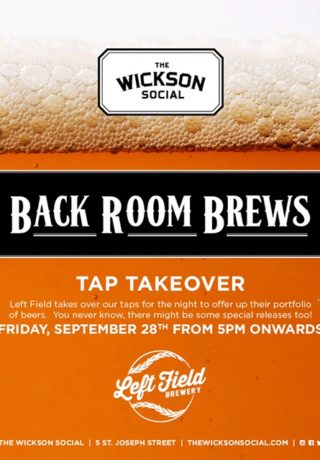 THE
WICKSON
SOCIAL
BACK ROOM BREWS
TAP TAKEOVER
Left Field takes over our taps for the night to offer up their portfolio
of beers. You never know, there might be some special releases too!
FRIDAY, SEPTEMBER 28TH FROM 5PM ONWARDS
Left Field
BREWERY
THE WICKSON SOCIAL | 5 ST. JOSEPH STREET | THEWICKSONSOCIAL.COM |